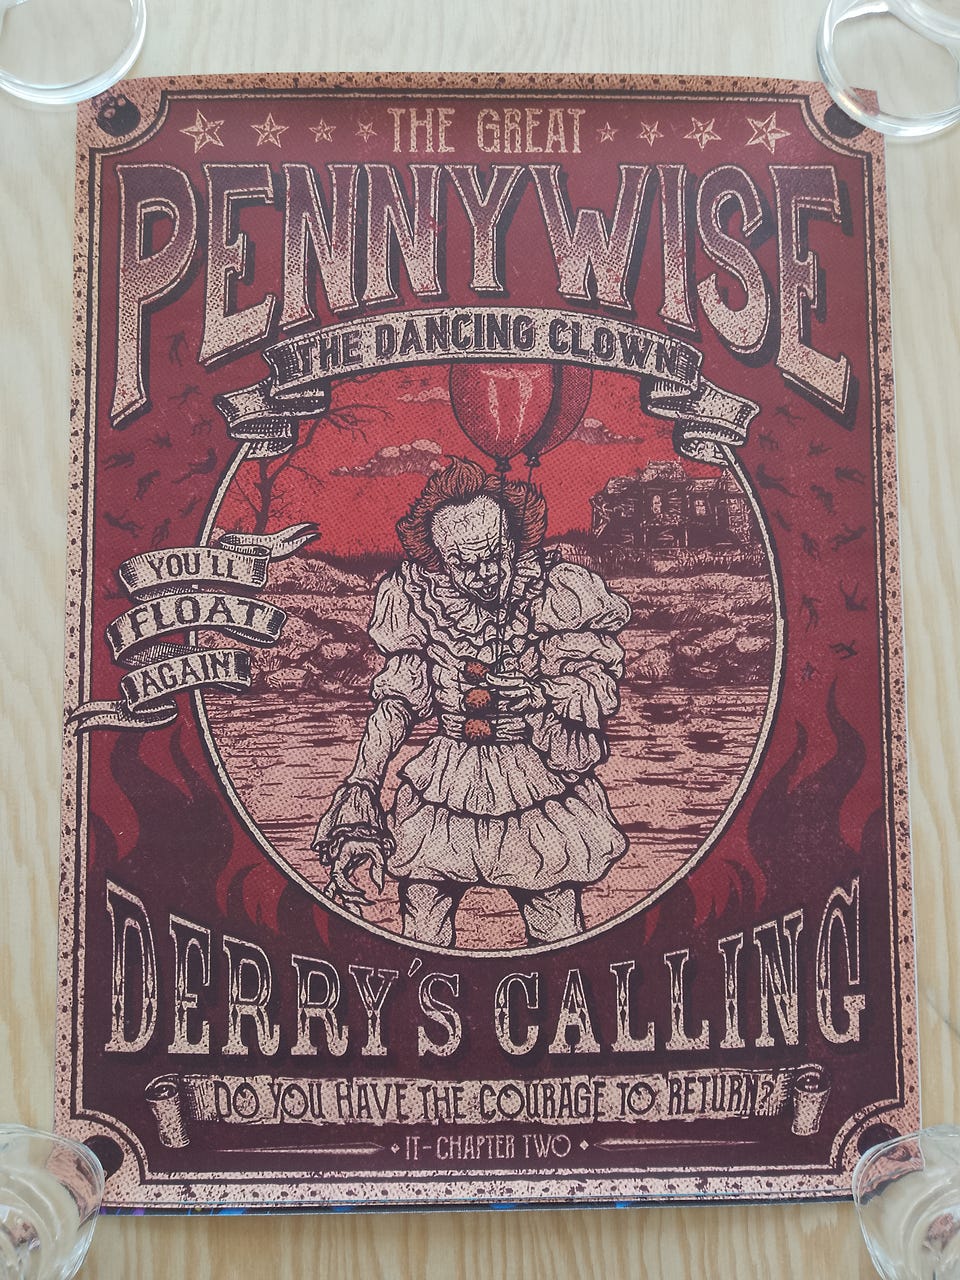 THE GREAT
PENNYWISE
THE DANCING CLOWN
IT
YOU'LL
FLOAT
AGAIN
DERRY'S CALLING
DO YOU HAVE THE COURAGE TO RETURN?
• IT - CHAPTER TWO •